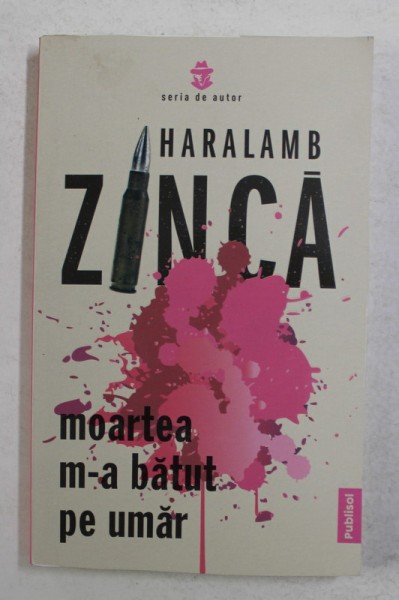 seria de autor
HARALAMB
ZINCĂ
moartea
m-a bătut
pe umăr
Publisol